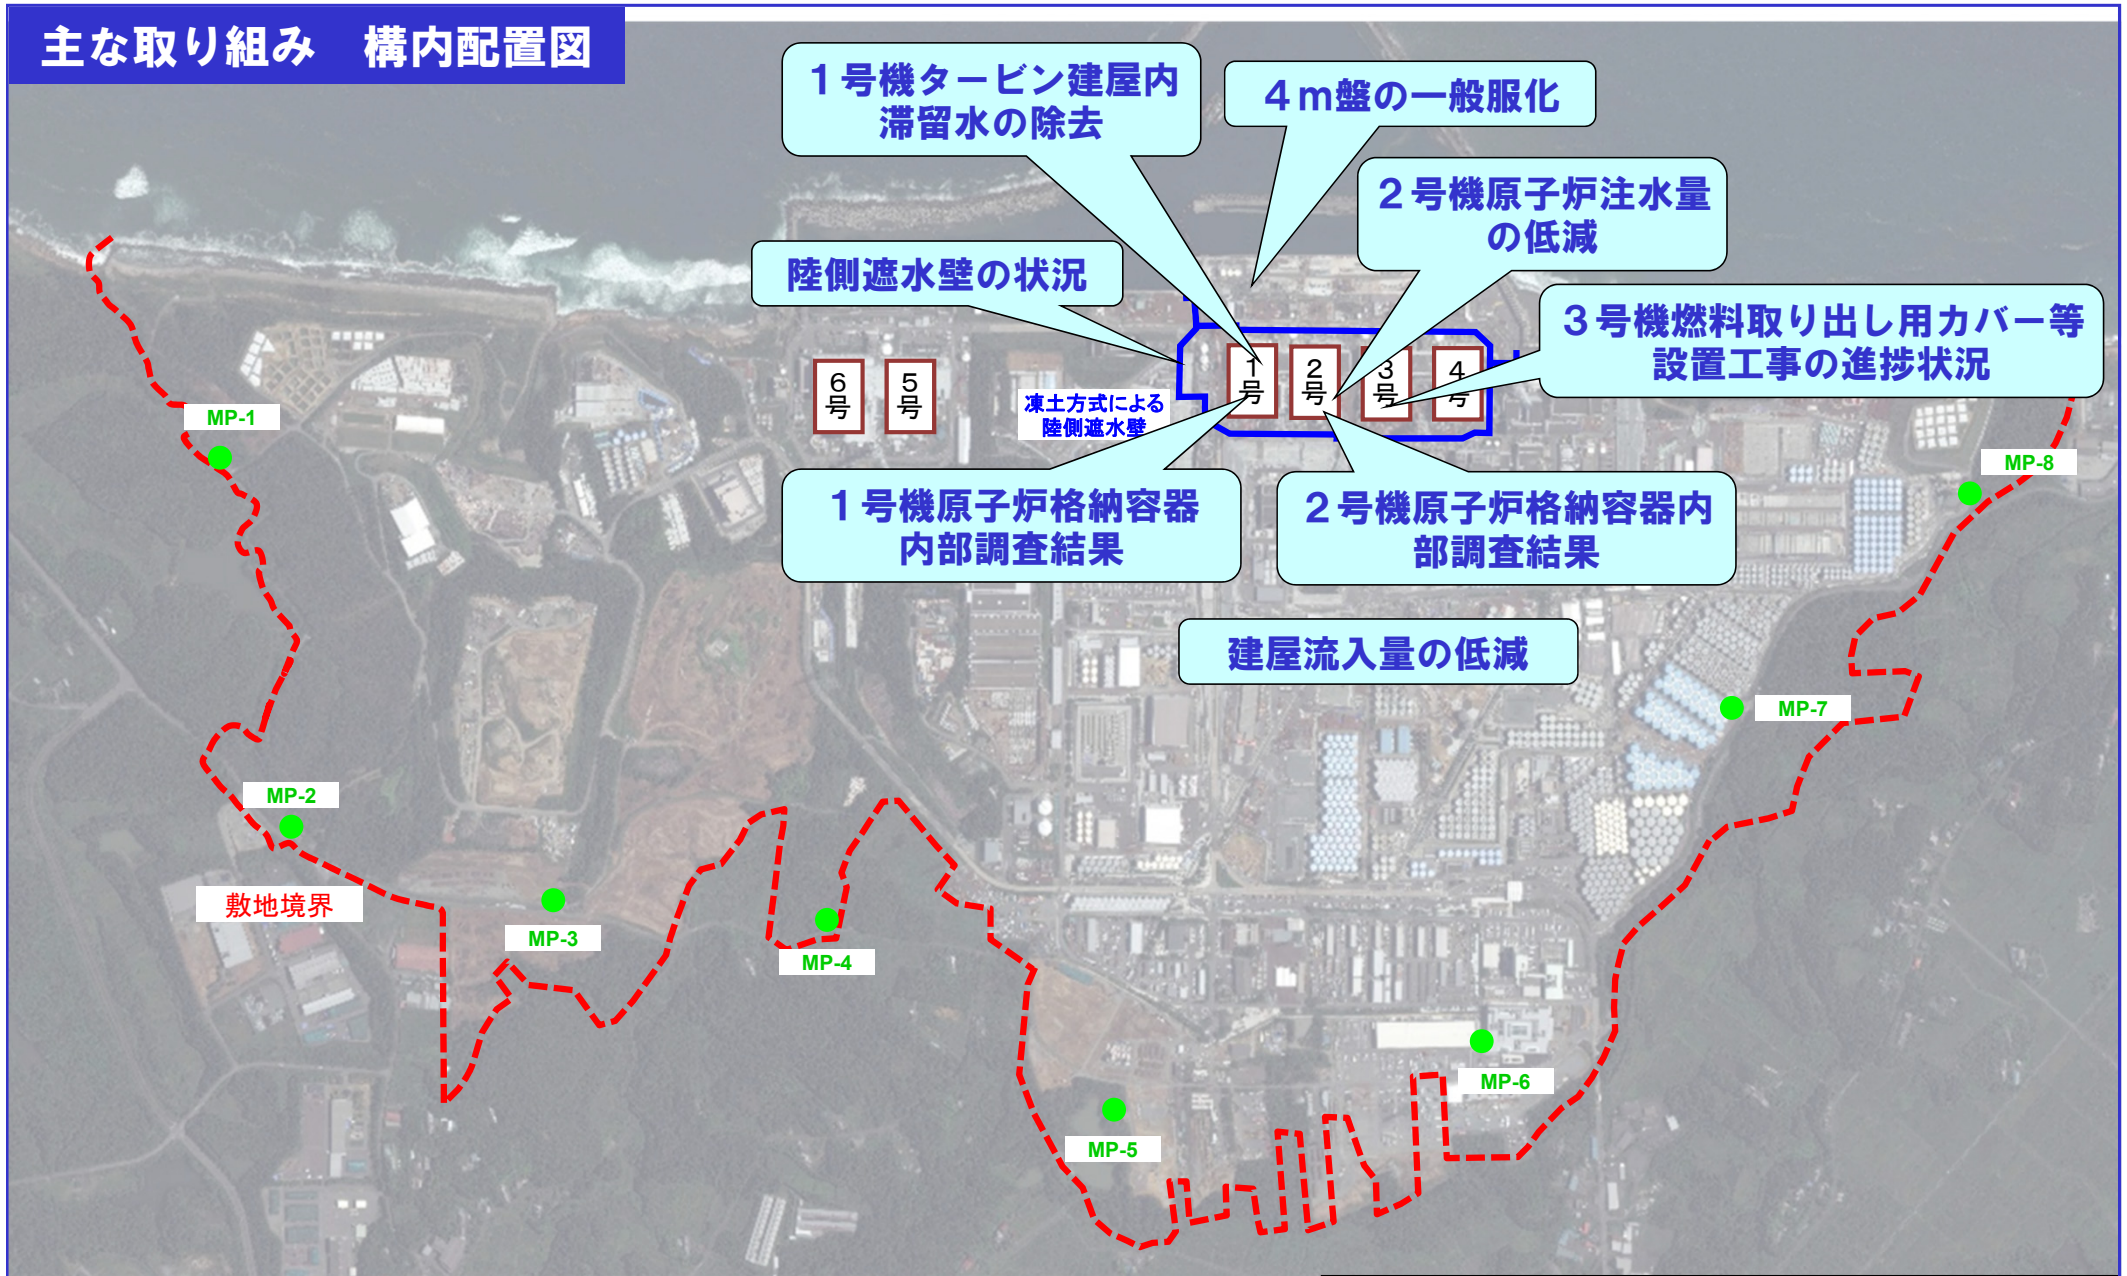 主な取り組み　構内配置図
１号機タービン建屋内
滞留水の除去
４ｍ盤の一般服化
２号機原子炉注水量
の低減
陸側遮水壁の状況
３号機燃料取り出し用カバー等
設置工事の進捗状況
6号
5号
凍土方式による
陸側遮水壁
1号
2号
3号
4号
MP-1
MP-8
１号機原子炉格納容器
内部調査結果
２号機原子炉格納容器内
部調査結果
建屋流入量の低減
MP-7
MP-2
敷地境界
MP-3
MP-4
MP-6
MP-5